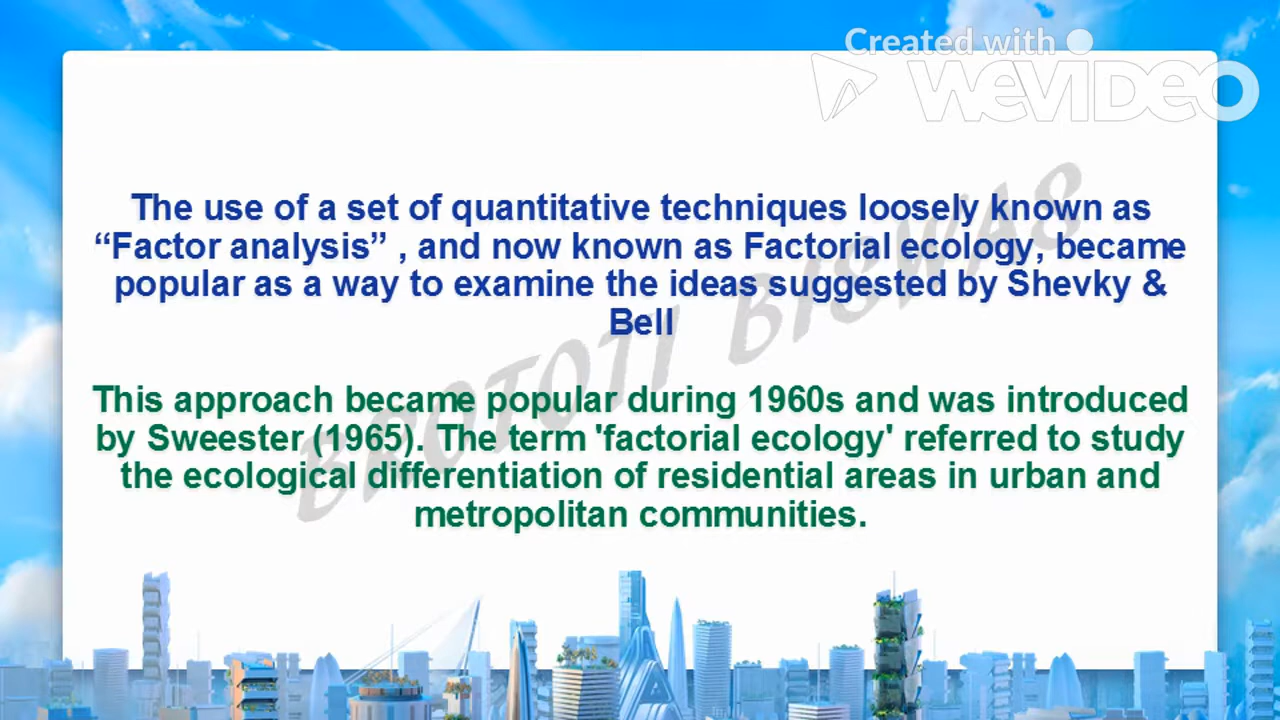 Created with
WEVIDEO
The use of a set of quantitative techniques loosely known as
“Factor analysis” , and now known as Factorial ecology, became
popular as a way to examine the ideas suggested by Shevky &
Bell
This approach became popular during 1960s and was introduced
by Sweester (1965). The term 'factorial ecology' referred to study
the ecological differentiation of residential areas in urban and
metropolitan communities.
BROTOTI BISWAS